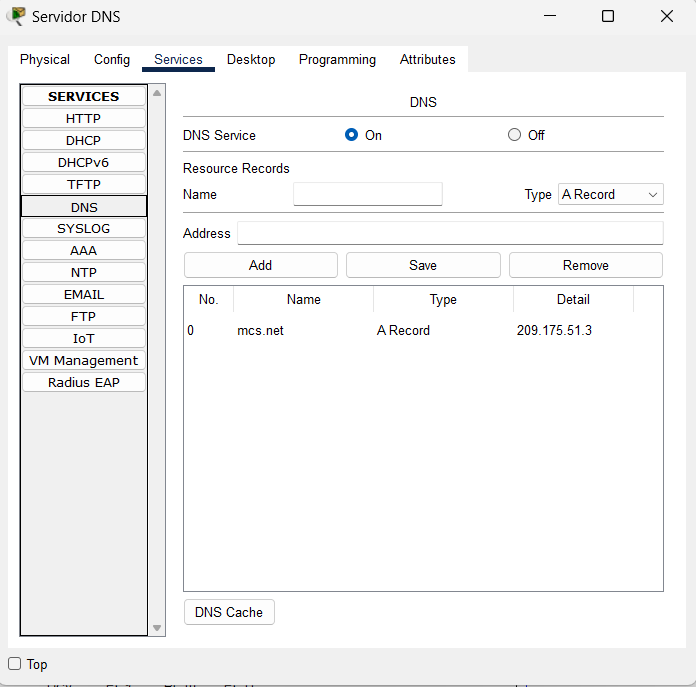 Servidor DNS
Physical Config Services Desktop Programming Attributes
SERVICES
HTTP
DHCP
DHCPv6
TFTP
DNS
SYSLOG
AAA
NTP
EMAIL
FTP
IoT
VM Management
Radius EAP
DNS
DNS Service On Off
Resource Records
Name Type A Record
Address
Add Save Remove
No. Name Type Detail
0 mcs.net A Record 209.175.51.3
DNS Cache
Top